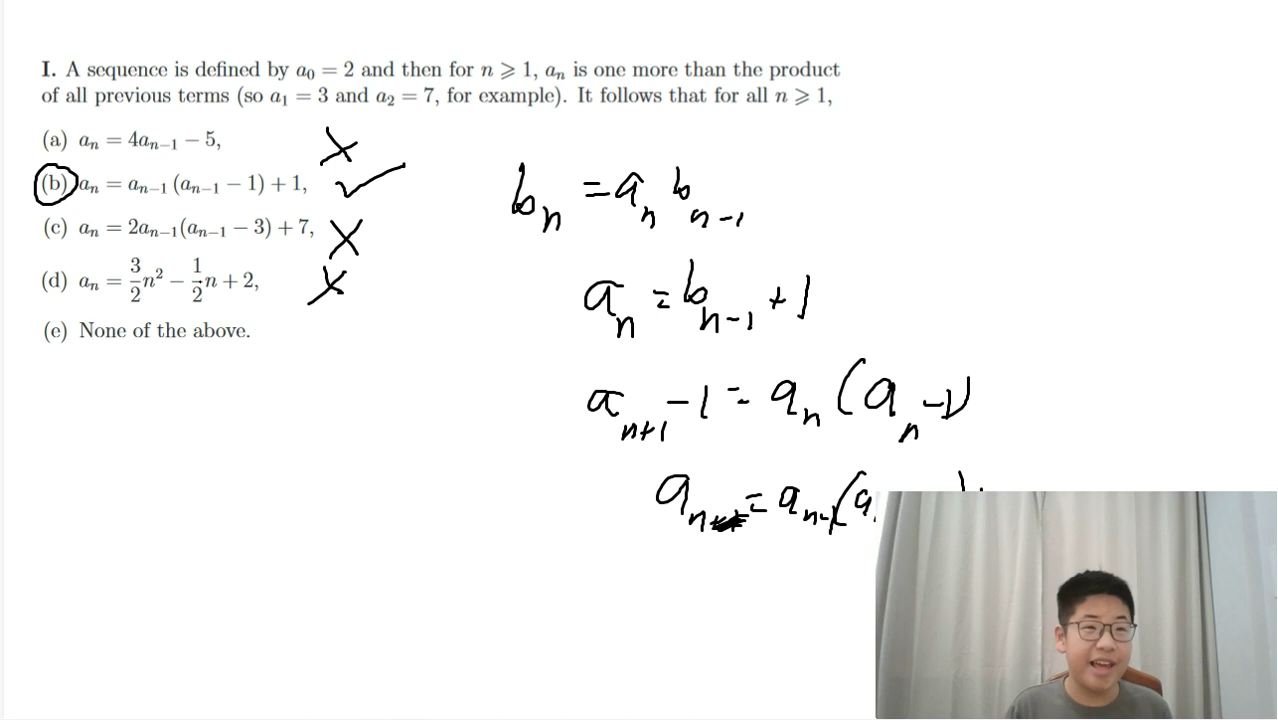 I. A sequence is defined by a₀ = 2 and then for n ⩾ 1, aₙ is one more than the product
of all previous terms (so a₁ = 3 and a₂ = 7, for example). It follows that for all n ⩾ 1,
(a) aₙ = 4aₙ₋₁ − 5,
(b) aₙ = aₙ₋₁ (aₙ₋₁ − 1) + 1,
(c) aₙ = 2aₙ₋₁(aₙ₋₁ − 3) + 7,
(d) aₙ = 3/2 n² − 1/2 n + 2,
(e) None of the above.
bₙ = aₙ bₙ₋₁
aₙ = bₙ₋₁ + 1
aₙ₊₁ − 1 = aₙ (aₙ − 1)
aₙ = aₙ₋₁ (a